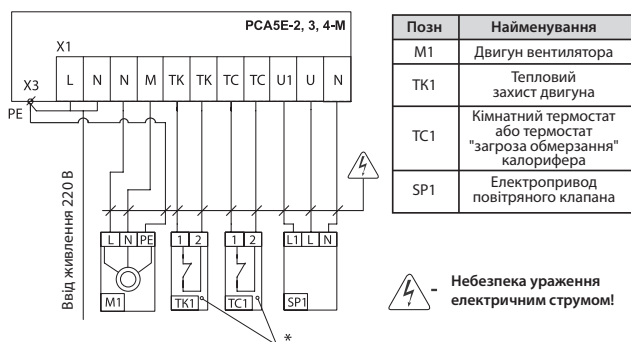 PCA5E-2, 3, 4-M
X1
L N N M TK TK TC TC U1 U N
X3
PE
Ввід живлення 220 В
L N PE
1 2
1 2
L1 L N
M1
TK1
TC1
SP1
*
Позн Найменування
M1 Двигун вентилятора
TK1 Тепловий
захист двигуна
TC1 Кімнатний термостат
або термостат
"загроза обмерзання"
калорифера
SP1 Електропривод
повітряного клапана
- Небезпека ураження
електричним струмом!